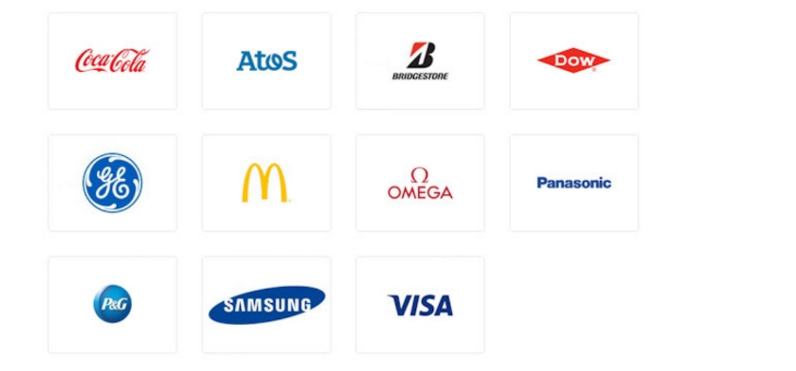 Coca-Cola
Atos
BRIDGESTONE
DOW
GE
M
Ω
OMEGA
Panasonic
P&G
SAMSUNG
VISA